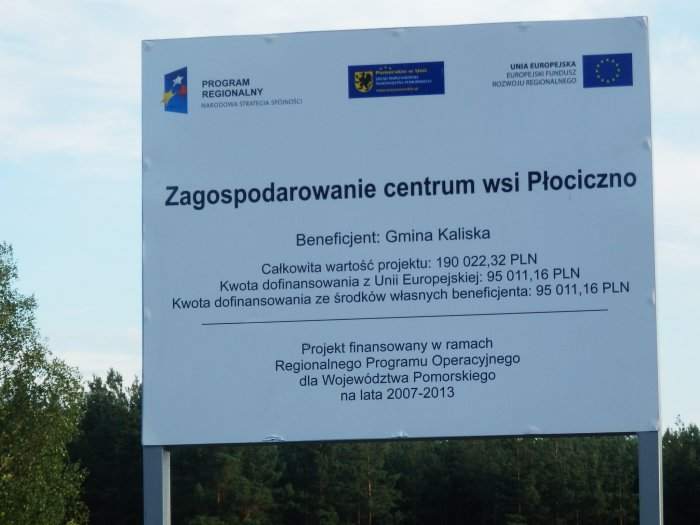 PROGRAM
REGIONALNY
NARODOWA STRATEGIA SPÓJNOŚCI
Pomorskie w Unii
UNIA EUROPEJSKA
EUROPEJSKI FUNDUSZ
ROZWOJU REGIONALNEGO
Zagospodarowanie centrum wsi Płociczno
Beneficjent: Gmina Kaliska
Całkowita wartość projektu: 190 022,32 PLN
Kwota dofinansowania z Unii Europejskiej: 95 011,16 PLN
Kwota dofinansowania ze środków własnych beneficjenta: 95 011,16 PLN
Projekt finansowany w ramach
Regionalnego Programu Operacyjnego
dla Województwa Pomorskiego
na lata 2007-2013